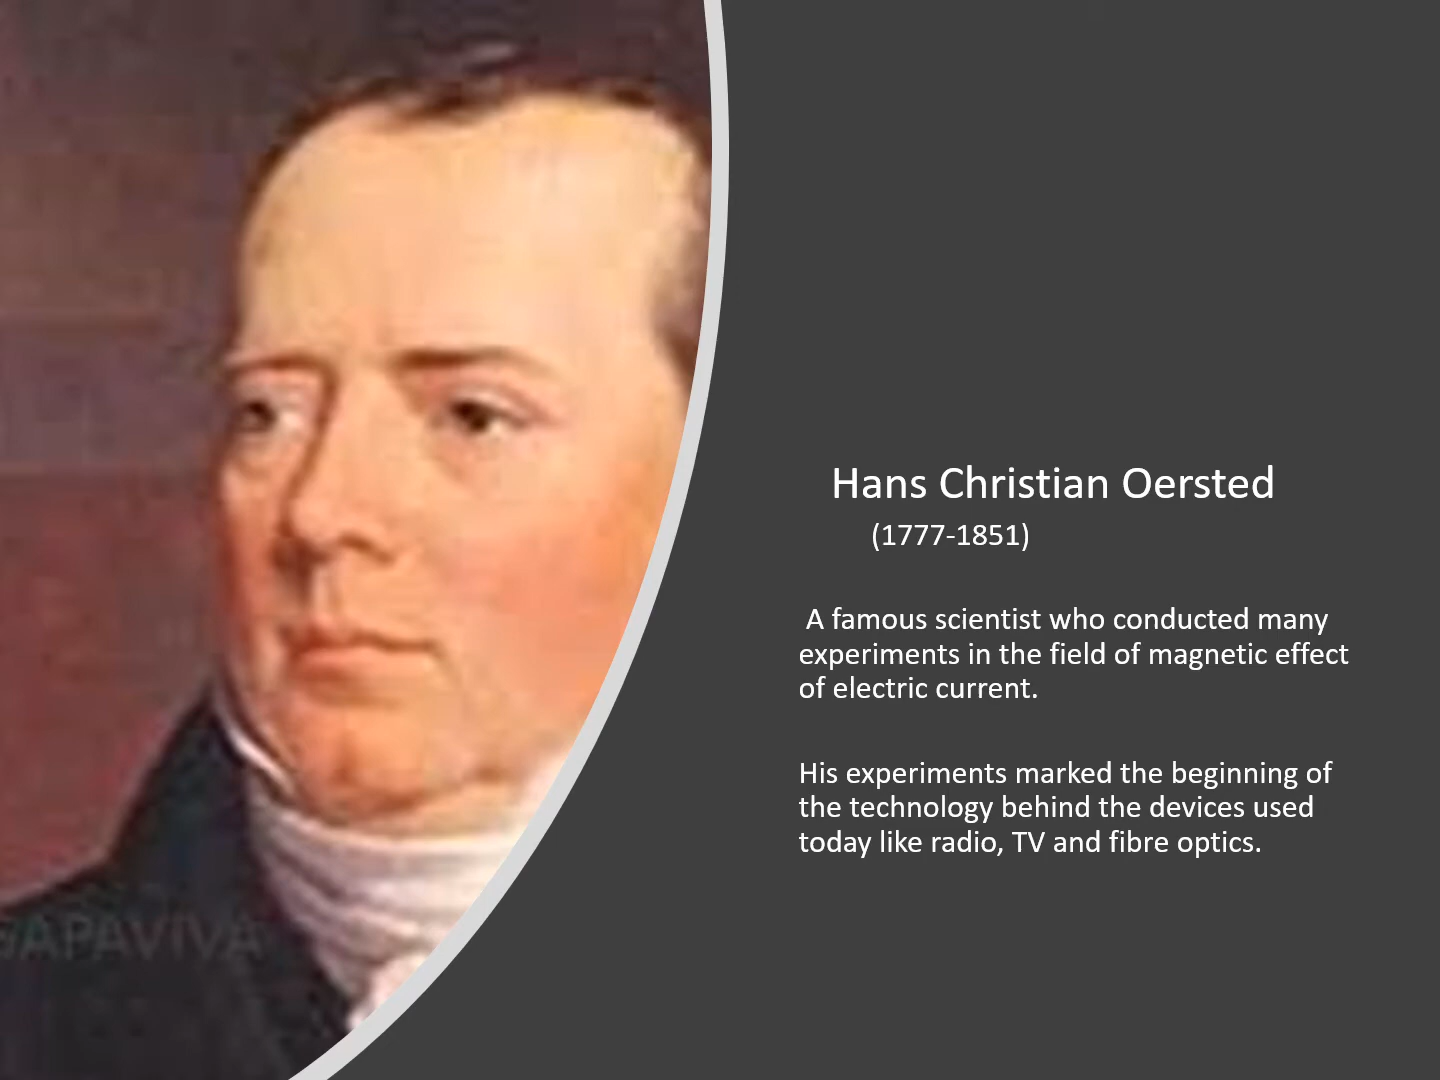 Hans Christian Oersted
(1777-1851)
A famous scientist who conducted many
experiments in the field of magnetic effect
of electric current.
His experiments marked the beginning of
the technology behind the devices used
today like radio, TV and fibre optics.
APAVIVA